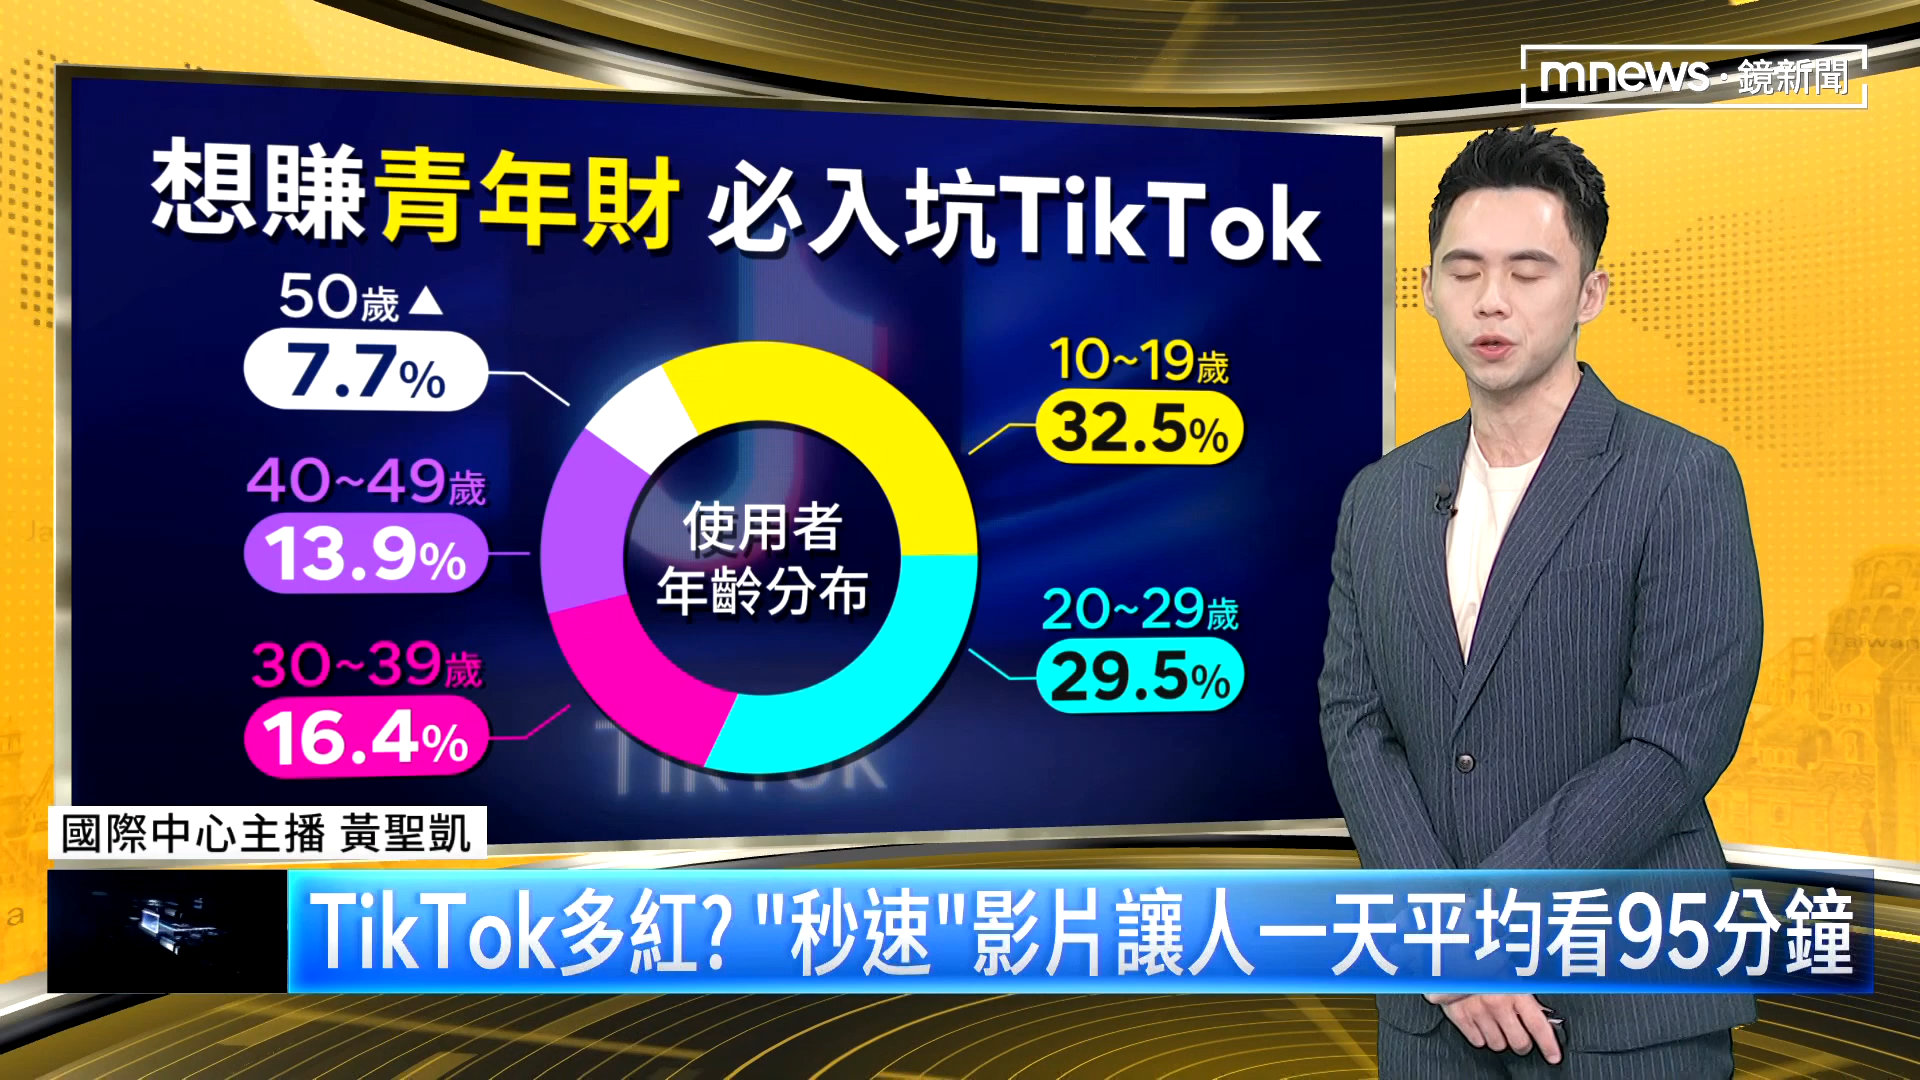 mnews·鏡新聞
想賺青年財 必入坑TikTok
50歲▲
7.7%
40~49歲
13.9%
30~39歲
16.4%
10~19歲
32.5%
20~29歲
29.5%
使用者
年齡分布
TikTok
Taiwan
國際中心主播 黃聖凱
TikTok多紅? "秒速"影片讓人一天平均看95分鐘